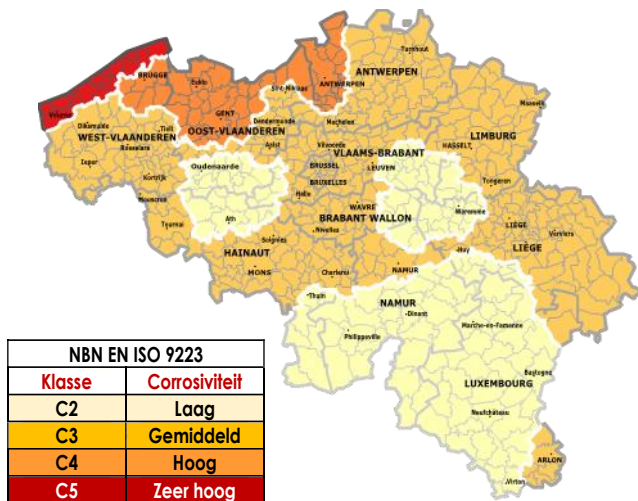 Turnhout
BRUGGE
ANTWERPEN
Eeklo
ANTWERPEN
Sint-Niklaas
Maaseik
Veurne
GENT
Diksmuide
Tielt
Dendermonde
Mechelen
WEST-VLAANDEREN
OOST-VLAANDEREN
LIMBURG
Roeselare
Aalst
Vilvoorde
VLAAMS-BRABANT
HASSELT
Ieper
Oudenaarde
BRUSSEL
LEUVEN
Kortrijk
BRUXELLES
Tongeren
Mouscron
Halle
WAVRE
Waremme
Ath
BRABANT WALLON
LIÈGE
Tournai
Nivelles
Verviers
Soignies
LIÈGE
HAINAUT
Huy
MONS
Charleroi
NAMUR
Thuin
NAMUR
Dinant
Marche-en-Famenne
Philippeville
Bastogne
LUXEMBOURG
Neufchâteau
ARLON
Virton
NBN EN ISO 9223
Klasse Corrosiviteit
C2 Laag
C3 Gemiddeld
C4 Hoog
C5 Zeer hoog